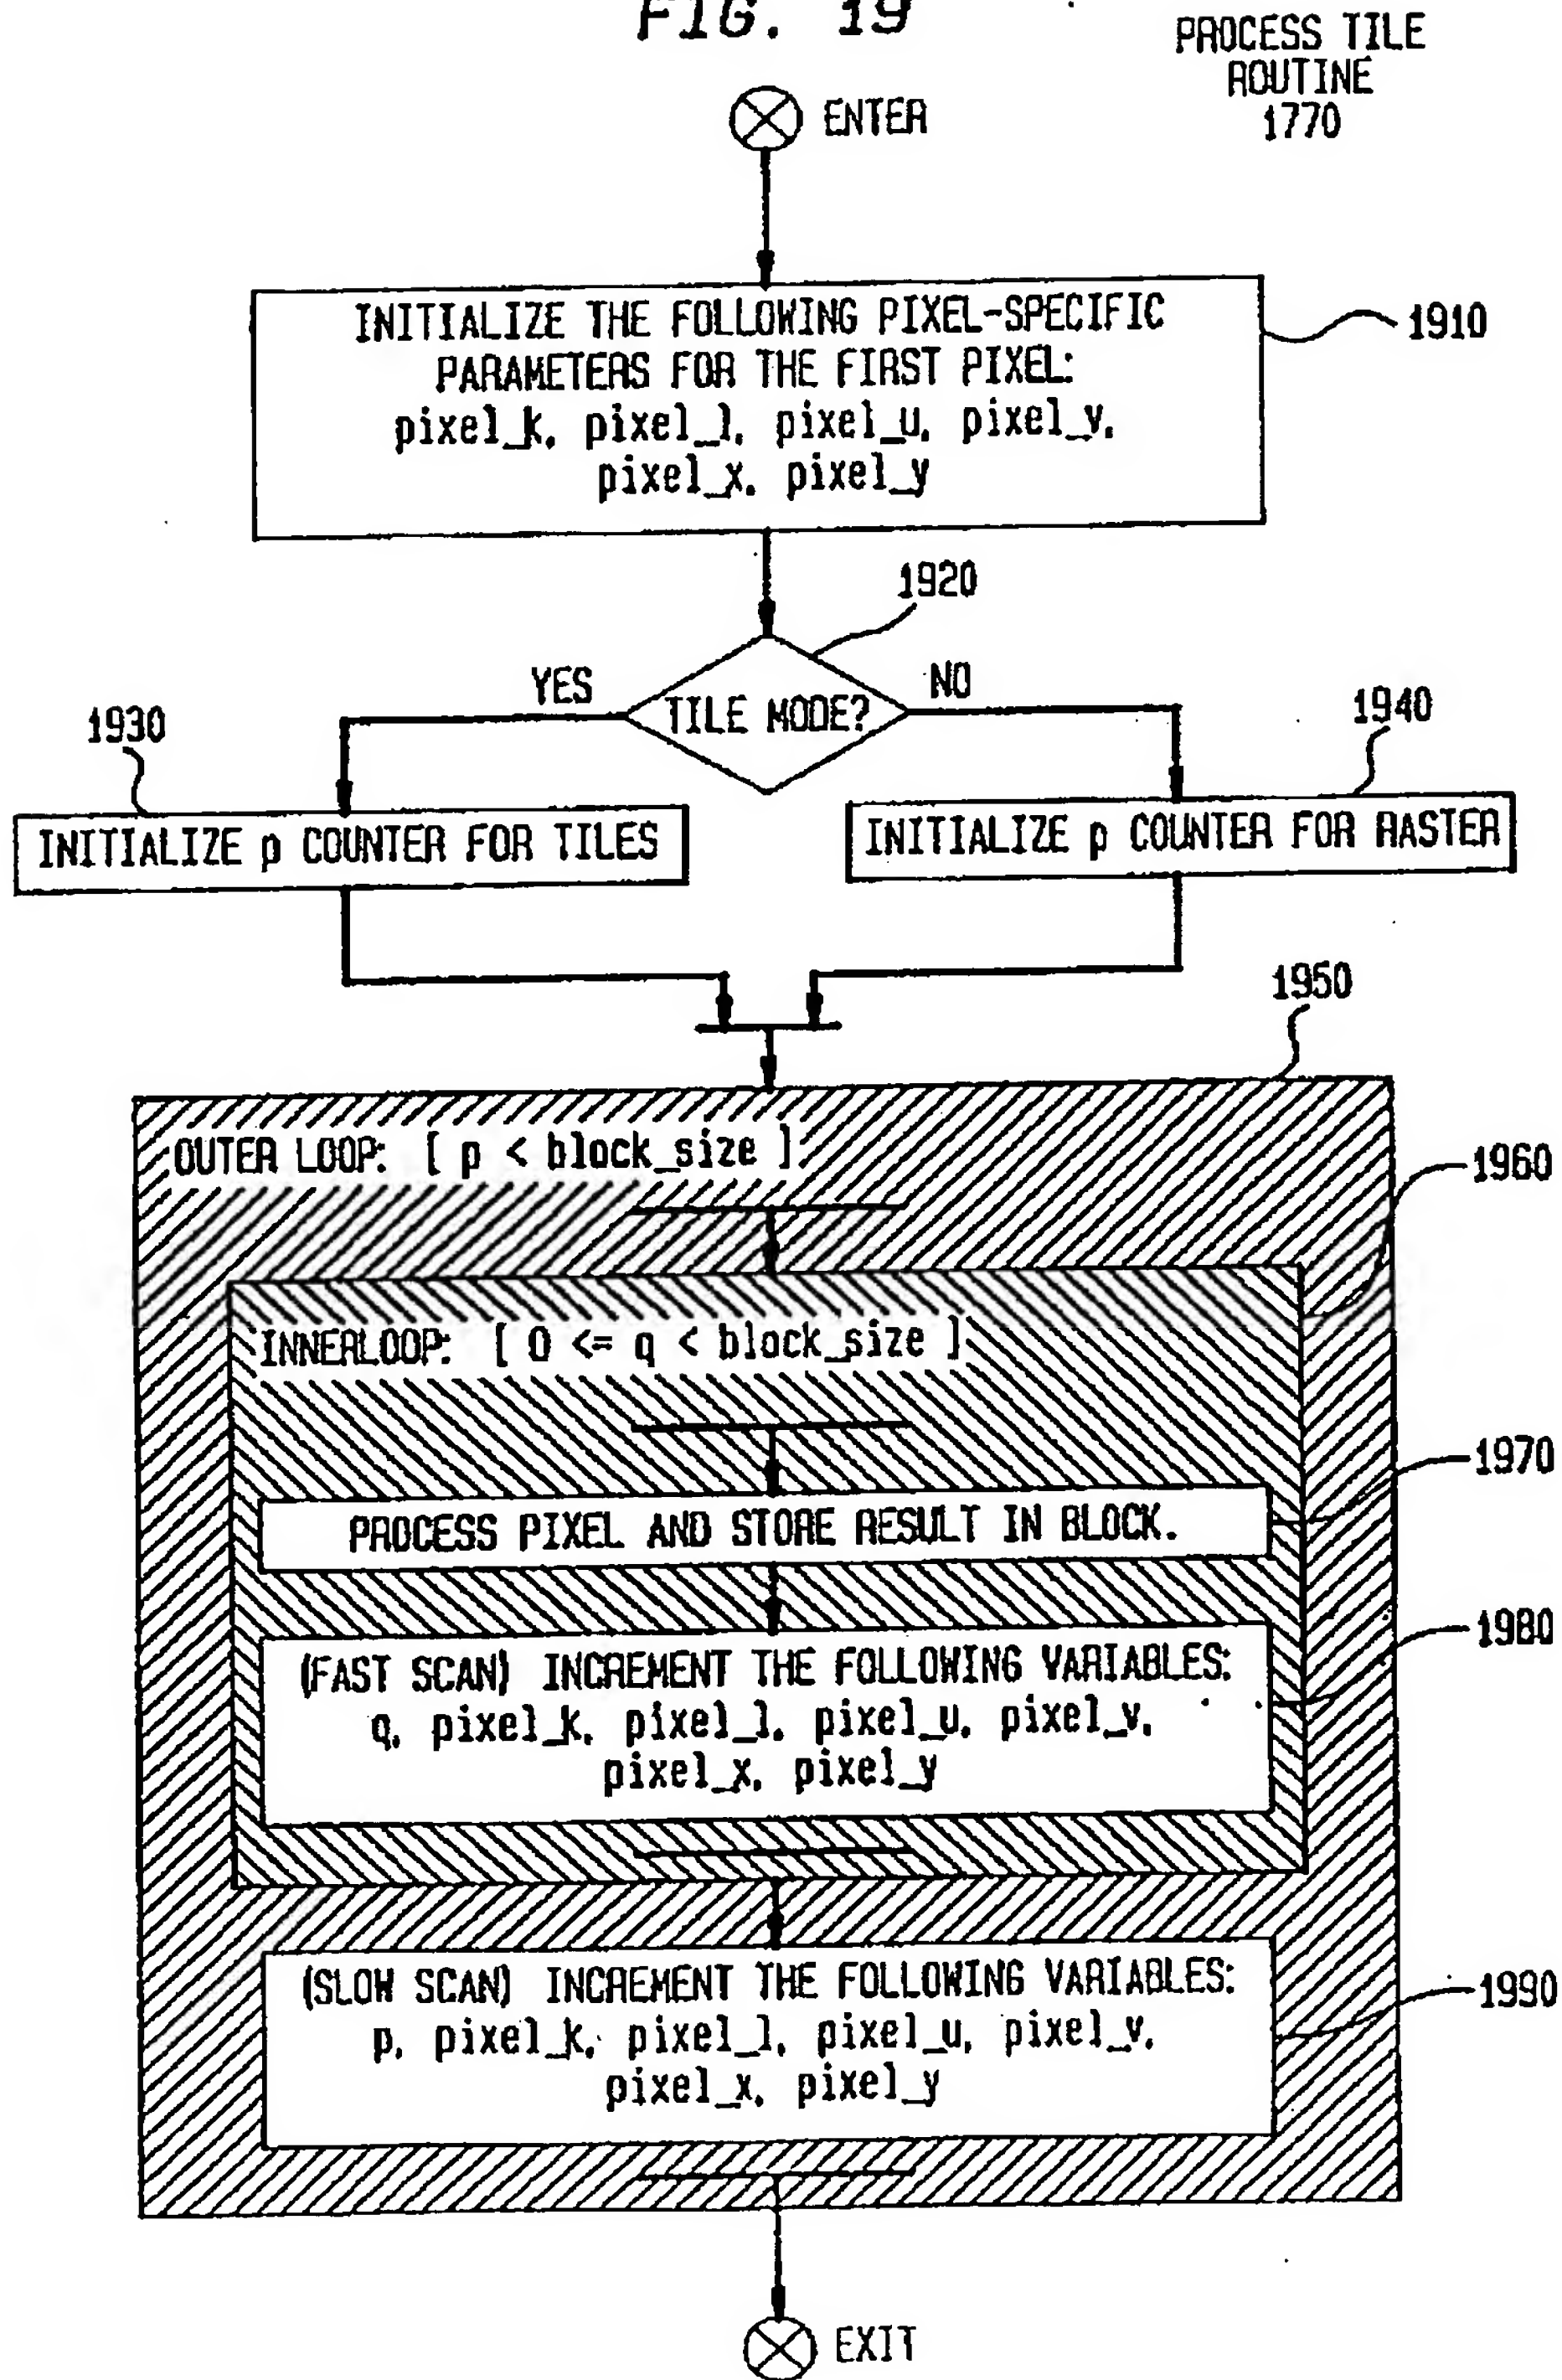 FIG. 19
PROCESS TILE
ROUTINE
1770
ENTER
INITIALIZE THE FOLLOWING PIXEL-SPECIFIC
PARAMETERS FOR THE FIRST PIXEL:
pixel_k, pixel_l, pixel_u, pixel_v,
pixel_x, pixel_y
1910
1920
YES
TILE MODE?
NO
1930
1940
INITIALIZE p COUNTER FOR TILES
INITIALIZE p COUNTER FOR RASTER
1950
OUTER LOOP: [ p < block_size ]
1960
INNERLOOP: [ 0 <= q < block_size ]
1970
PROCESS PIXEL AND STORE RESULT IN BLOCK.
1980
(FAST SCAN) INCREMENT THE FOLLOWING VARIABLES:
q, pixel_k, pixel_l, pixel_u, pixel_v,
pixel_x, pixel_y
(SLOW SCAN) INCREMENT THE FOLLOWING VARIABLES:
p, pixel_k, pixel_l, pixel_u, pixel_v,
pixel_x, pixel_y
1990
EXIT